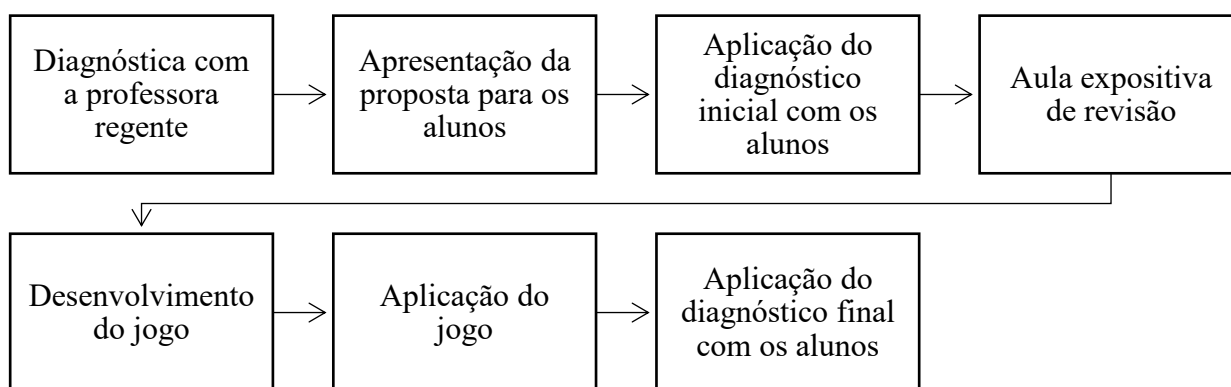 Diagnóstica com
a professora
regente
Apresentação da
proposta para os
alunos
Aplicação do
diagnóstico
inicial com os
alunos
Aula expositiva
de revisão
Desenvolvimento
do jogo
Aplicação do
jogo
Aplicação do
diagnóstico final
com os alunos